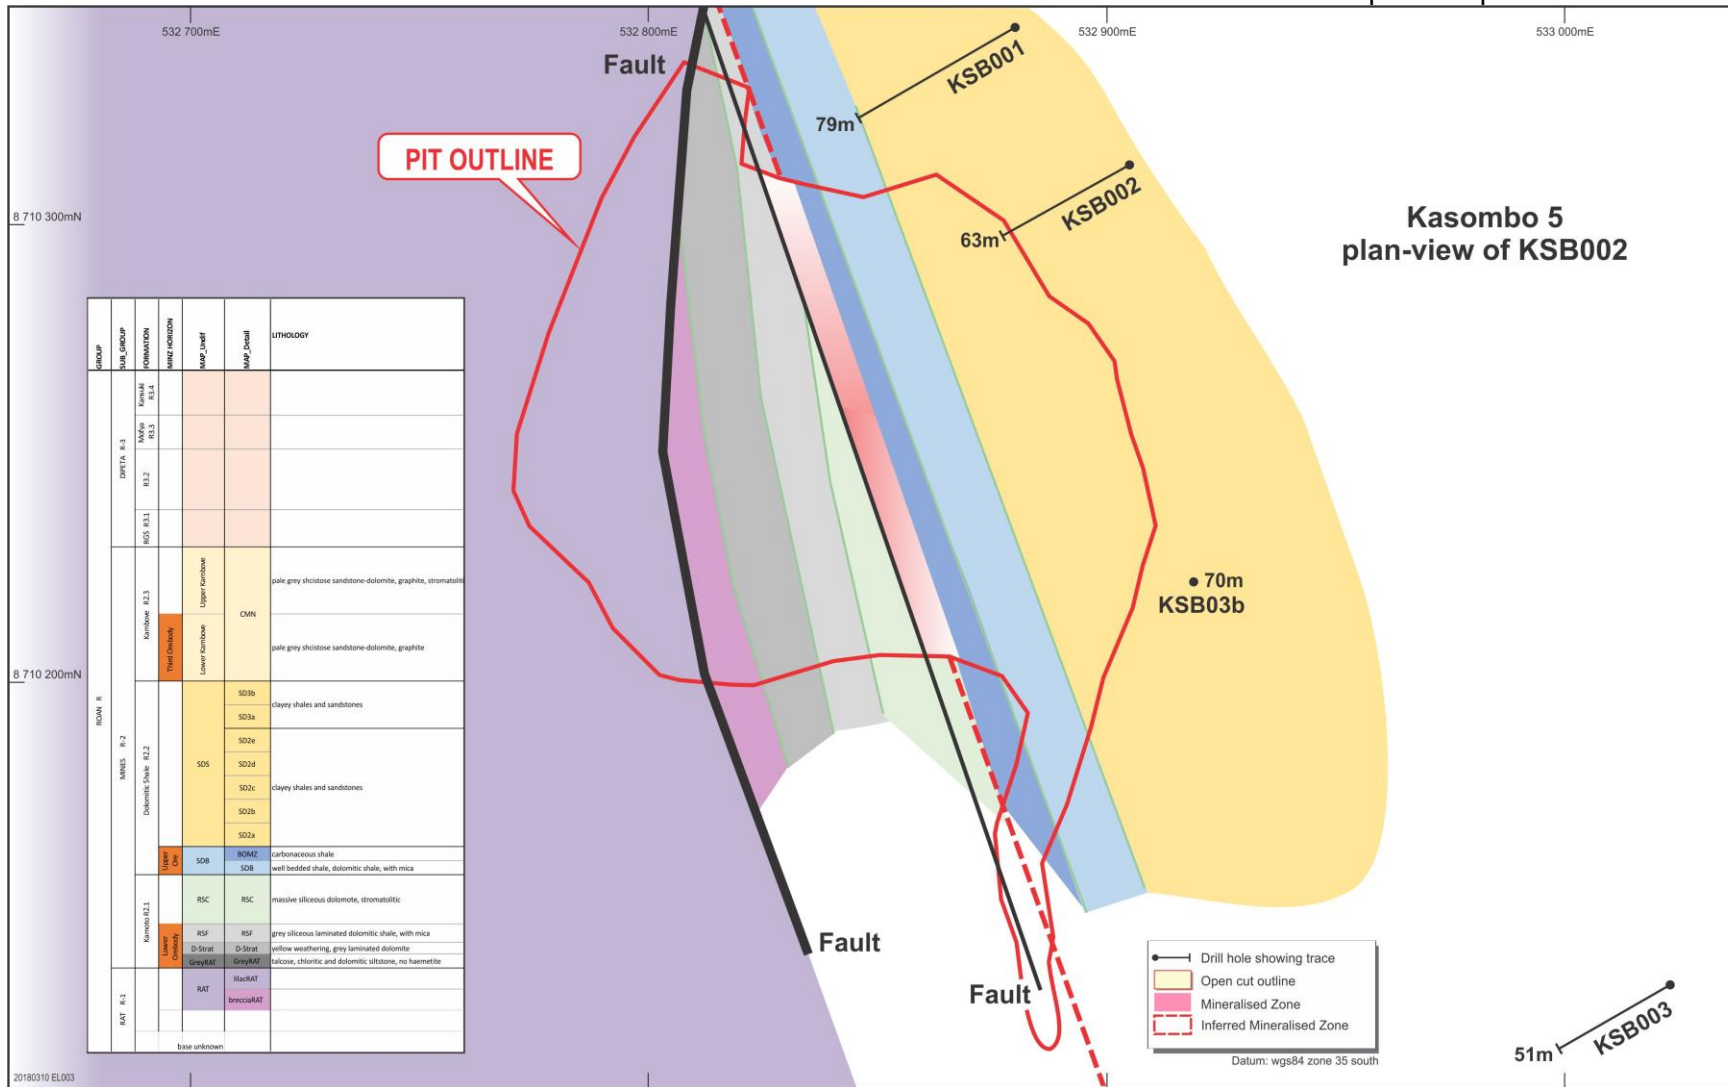 532 700mE
532 800mE
532 900mE
533 000mE
Fault
KSB001
79m
PIT OUTLINE
KSB002
63m
8 710 300mN
Kasombo 5
plan-view of KSB002
GROUP
SUB_GROUP
FORMATION
MINZ HORIZON
MAP_Undif
MAP_Detail
LITHOLOGY
ROAN R
DIPETA R-3
Kansuki R3.4
Mofya R3.3
R3.2
RGS R3.1
MINES R-2
Kambove R2.3
Upper Kambove
CMN
pale grey shcistose sandstone-dolomite, graphite, stromatoliti
Third Orebody
Lower Kambove
pale grey shcistose sandstone-dolomite, graphite
Dolomitic Shale R2.2
SDS
SD3b
clayey shales and sandstones
SD3a
SD2e
SD2d
SD2c
clayey shales and sandstones
SD2b
SD2a
Upper Ore
SDB
BOMZ
carbonaceous shale
SDB
well bedded shale, dolomitic shale, with mica
Kamoto R2.1
RSC
RSC
massive siliceous dolomote, stromatolitic
Lower Orebody
RSF
RSF
grey siliceous laminated dolomitic shale, with mica
D-Strat
D-Strat
yellow weathering, grey laminated dolomite
GreyRAT
GreyRAT
talcose, chloritic and dolomitic siltstone, no haemetite
RAT R-1
RAT
lilacRAT
brecciaRAT
base unknown
70m
KSB03b
8 710 200mN
Fault
Fault
Drill hole showing trace
Open cut outline
Mineralised Zone
Inferred Mineralised Zone
Datum: wgs84 zone 35 south
51m
KSB003
20180310 EL003